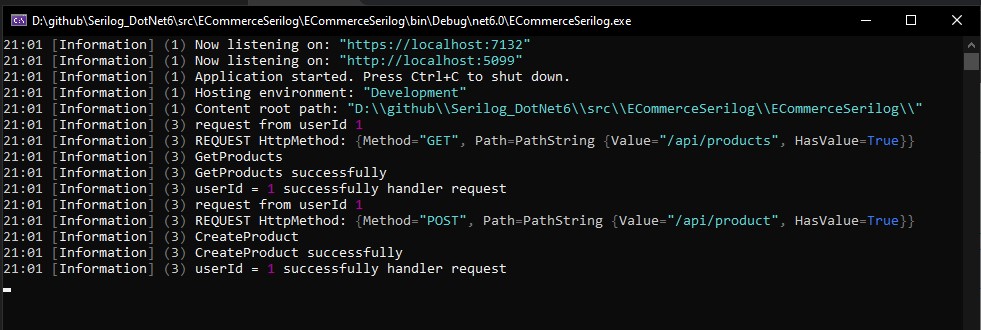 D:\github\Serilog_DotNet6\src\ECommerceSerilog\ECommerceSerilog\bin\Debug\net6.0\ECommerceSerilog.exe
21:01 [Information] (1) Now listening on: "https://localhost:7132"
21:01 [Information] (1) Now listening on: "http://localhost:5099"
21:01 [Information] (1) Application started. Press Ctrl+C to shut down.
21:01 [Information] (1) Hosting environment: "Development"
21:01 [Information] (1) Content root path: "D:\\github\\Serilog_DotNet6\\src\\ECommerceSerilog\\ECommerceSerilog\\"
21:01 [Information] (3) request from userId 1
21:01 [Information] (3) REQUEST HttpMethod: {Method="GET", Path=PathString {Value="/api/products", HasValue=True}}
21:01 [Information] (3) GetProducts
21:01 [Information] (3) GetProducts successfully
21:01 [Information] (3) userId = 1 successfully handler request
21:01 [Information] (3) request from userId 1
21:01 [Information] (3) REQUEST HttpMethod: {Method="POST", Path=PathString {Value="/api/product", HasValue=True}}
21:01 [Information] (3) CreateProduct
21:01 [Information] (3) CreateProduct successfully
21:01 [Information] (3) userId = 1 successfully handler request